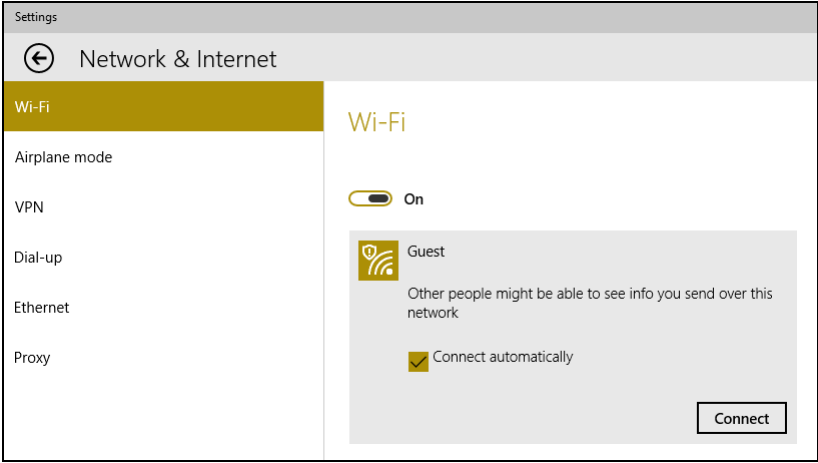 Settings
Network & Internet
Wi-Fi
Airplane mode
VPN
Dial-up
Ethernet
Proxy
Wi-Fi
On
Guest
Other people might be able to see info you send over this
network
Connect automatically
Connect